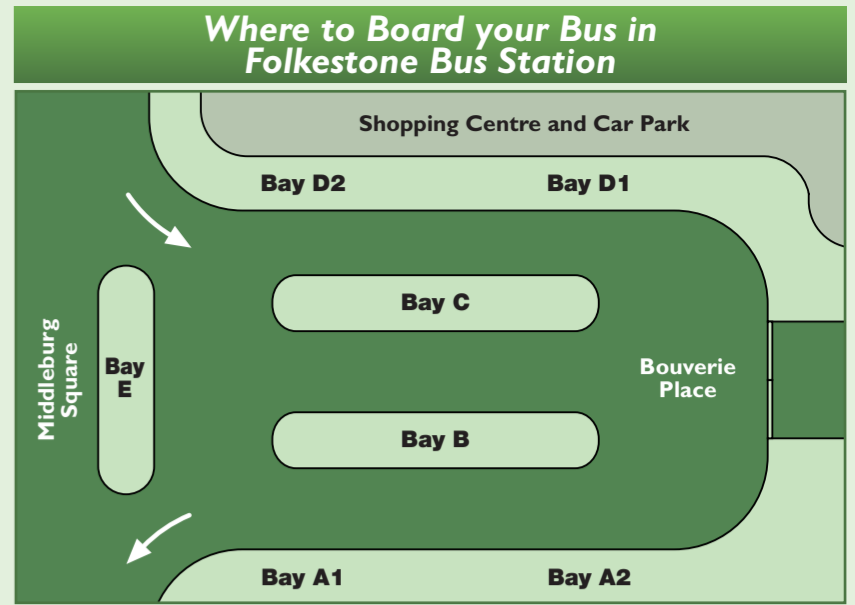 Where to Board your Bus in
Folkestone Bus Station
Shopping Centre and Car Park
Bay D2
Bay D1
Bay C
Middleburg
Square
Bay
E
Bouverie
Place
Bay B
Bay A1
Bay A2